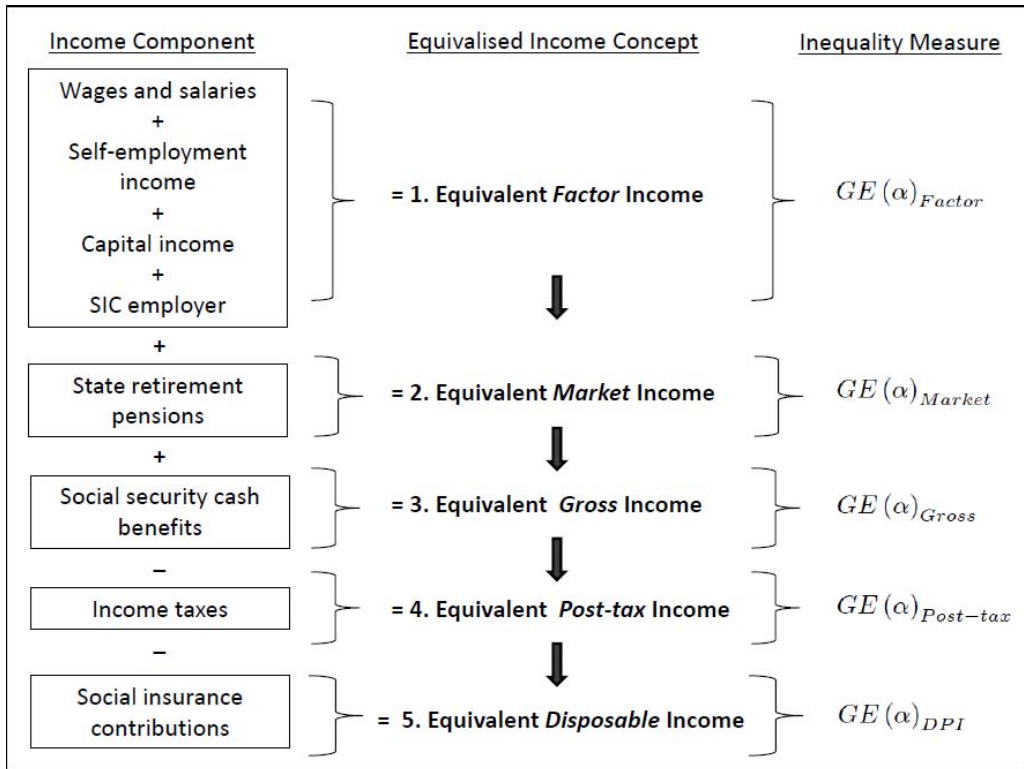 Income Component
Equivalised Income Concept
Inequality Measure
Wages and salaries
+
Self-employment
income
+
Capital income
+
SIC employer
= 1. Equivalent Factor Income
GE (α)Factor
+
State retirement
pensions
= 2. Equivalent Market Income
GE (α)Market
+
Social security cash
benefits
= 3. Equivalent Gross Income
GE (α)Gross
–
Income taxes
= 4. Equivalent Post-tax Income
GE (α)Post−tax
–
Social insurance
contributions
= 5. Equivalent Disposable Income
GE (α)DPI